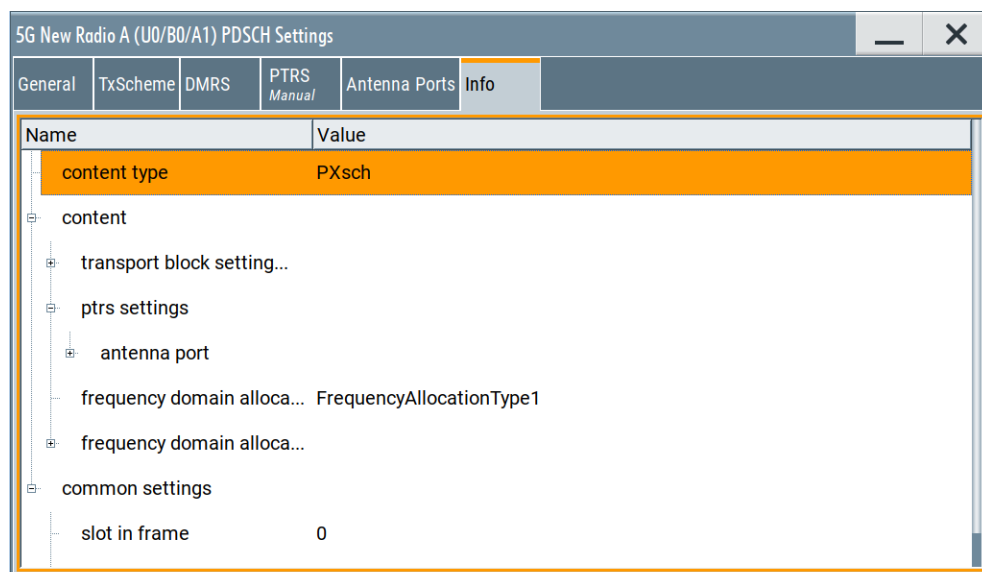 5G New Radio A (U0/B0/A1) PDSCH Settings
General TxScheme DMRS PTRS Manual Antenna Ports Info
Name Value
content type PXsch
content
transport block setting...
ptrs settings
antenna port
frequency domain alloca... FrequencyAllocationType1
frequency domain alloca...
common settings
slot in frame 0